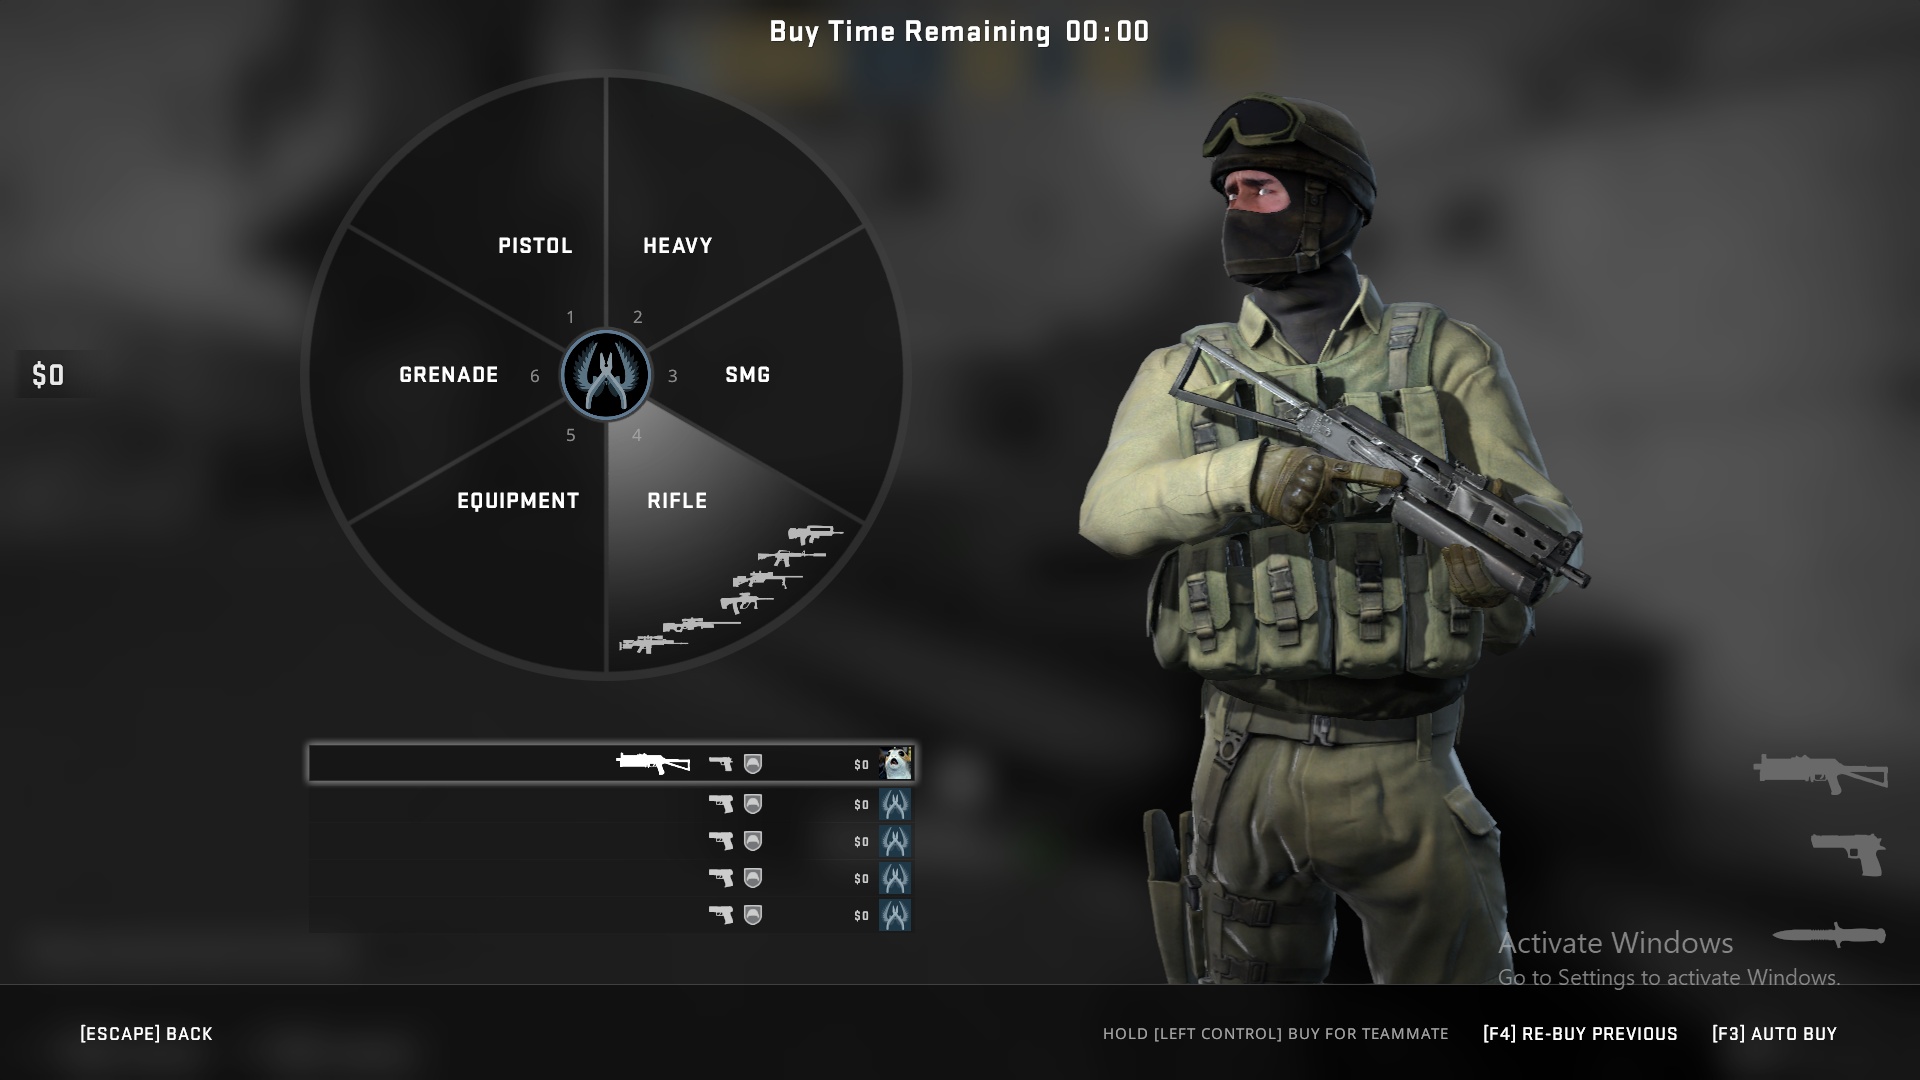 Buy Time Remaining 00:00
PISTOL
HEAVY
1
2
$0
GRENADE
6
3
SMG
5
4
EQUIPMENT
RIFLE
$0
$0
$0
$0
$0
Activate Windows
Go to Settings to activate Windows.
[ESCAPE] BACK
HOLD [LEFT CONTROL] BUY FOR TEAMMATE
[F4] RE-BUY PREVIOUS
[F3] AUTO BUY